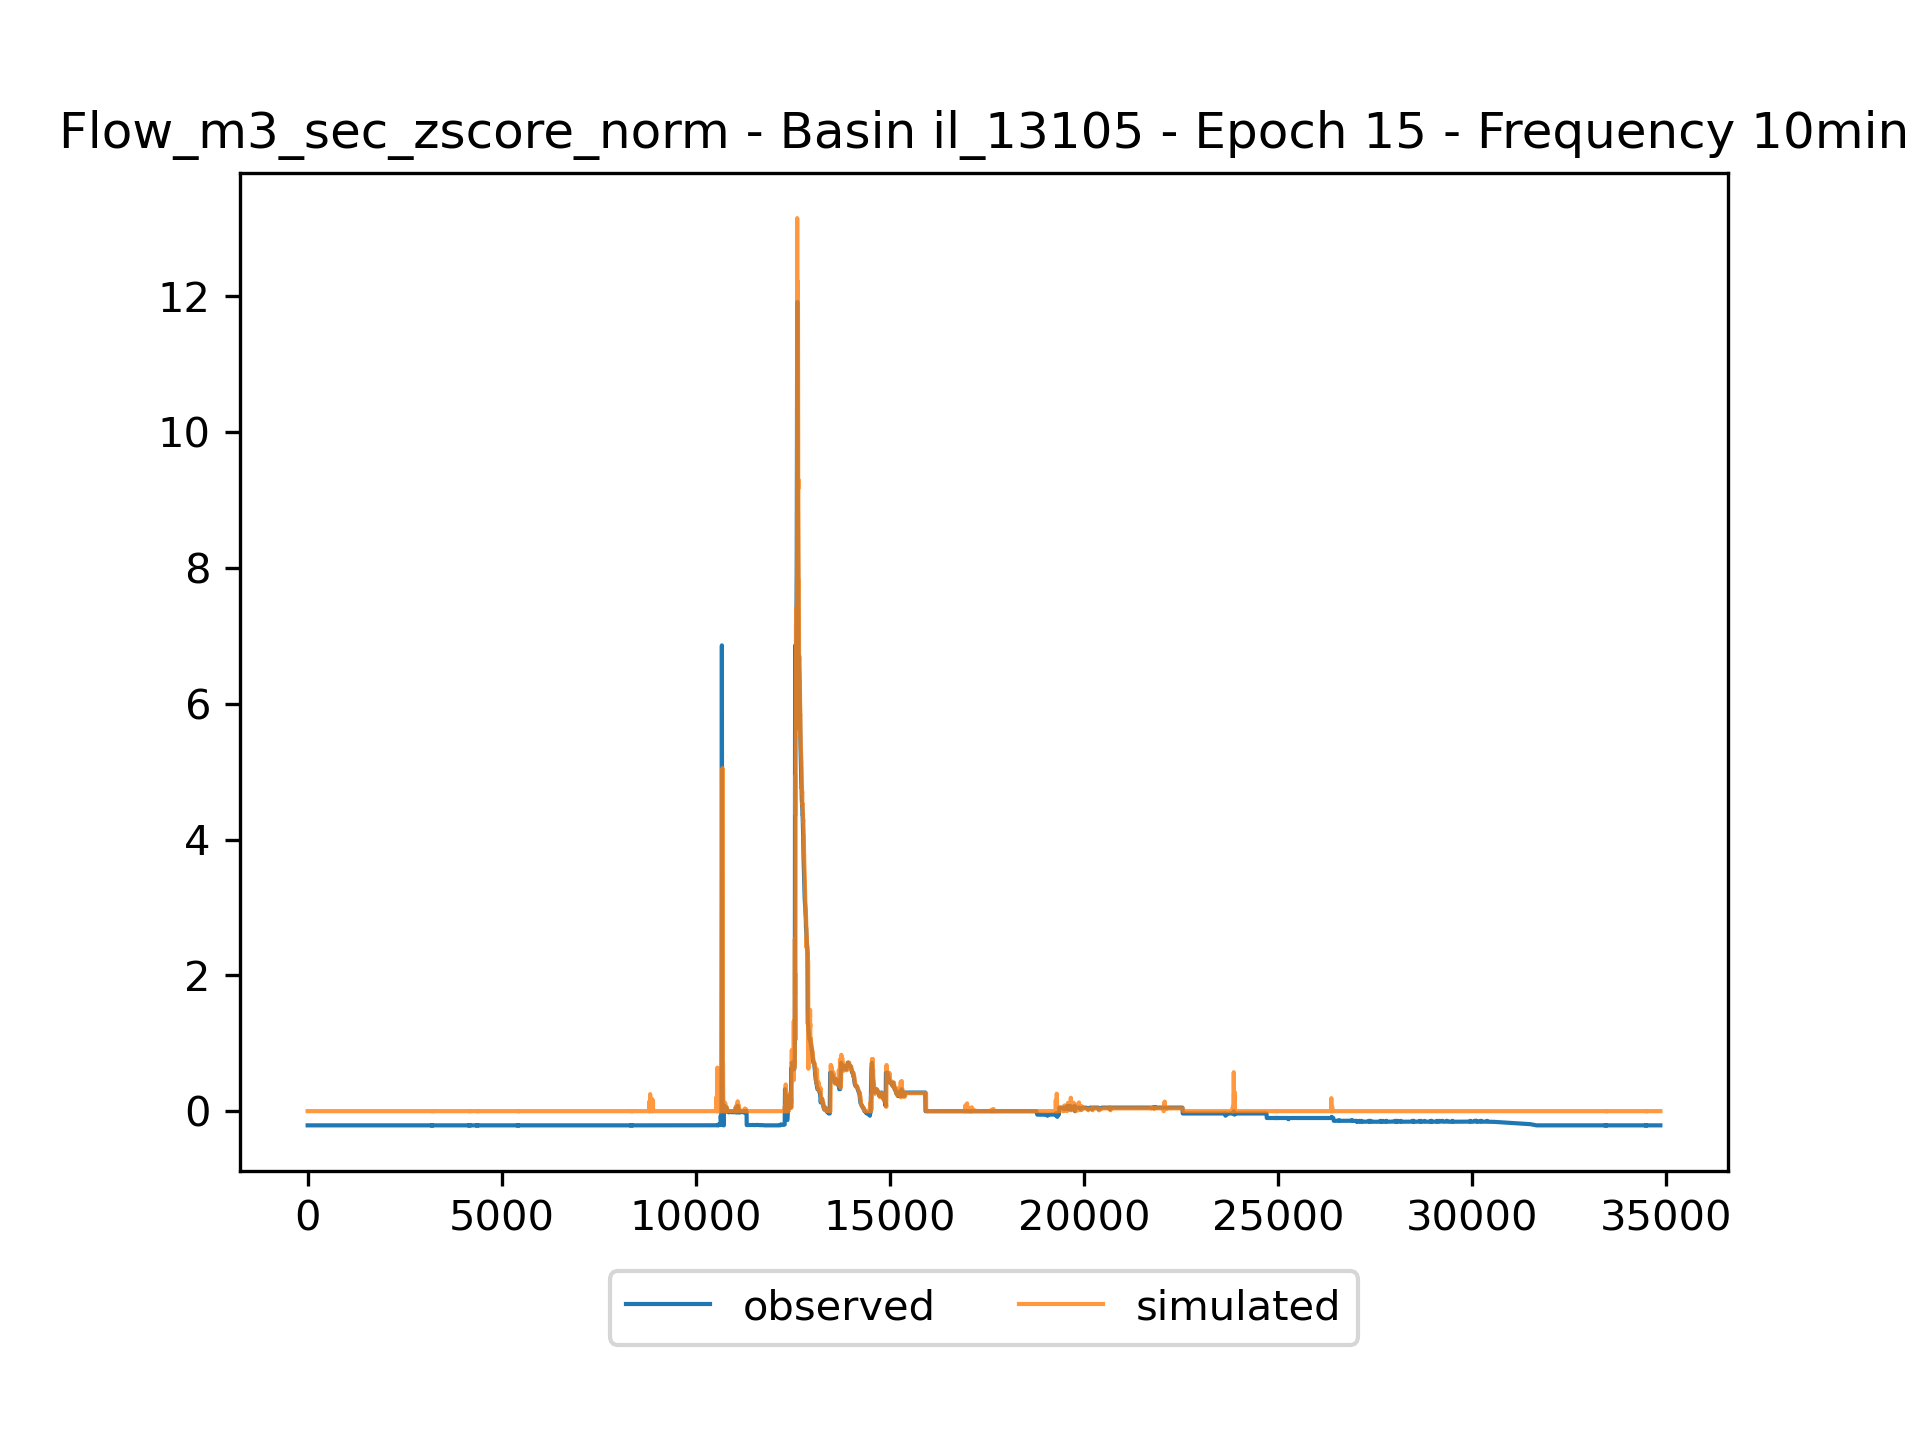 Flow_m3_sec_zscore_norm - Basin il_13105 - Epoch 15 - Frequency 10min
12
10
8
6
4
2
0
0 5000 10000 15000 20000 25000 30000 35000
observed simulated